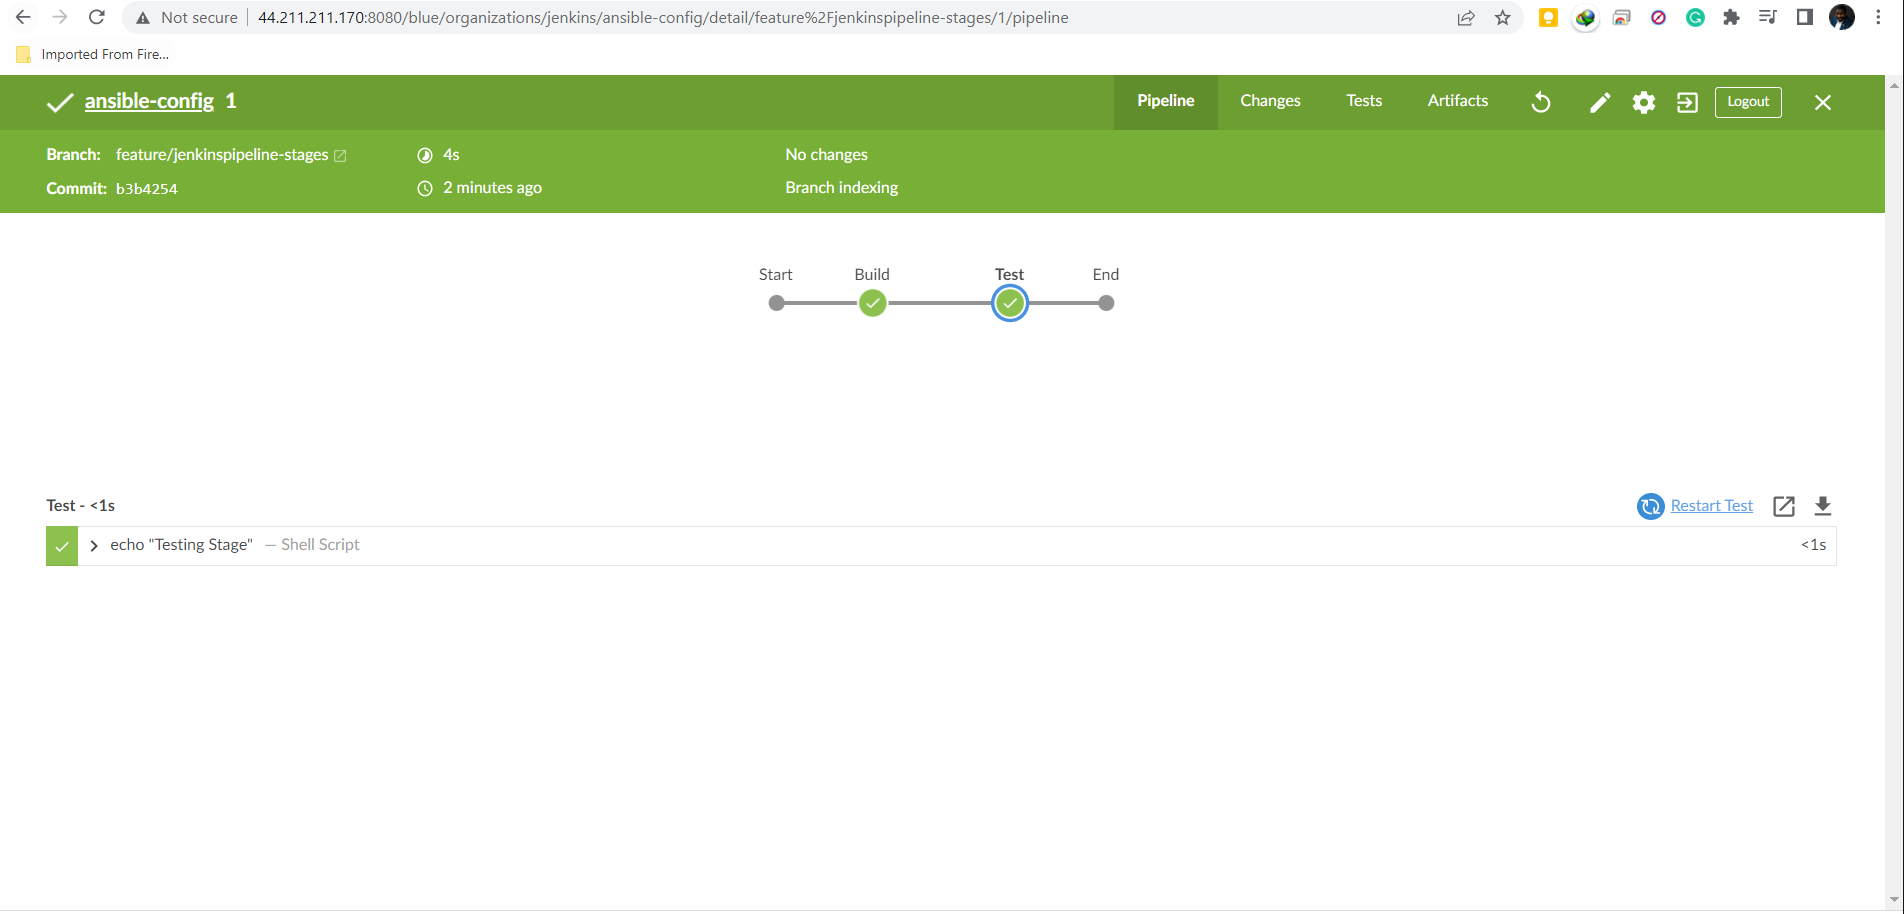 Not secure 44.211.211.170:8080/blue/organizations/jenkins/ansible-config/detail/feature%2Fjenkinspipeline-stages/1/pipeline
Imported From Fire...
ansible-config 1 Pipeline Changes Tests Artifacts Logout
Branch: feature/jenkinspipeline-stages 4s No changes
Commit: b3b4254 2 minutes ago Branch indexing
Start Build Test End
Test - <1s Restart Test
echo "Testing Stage" — Shell Script <1s